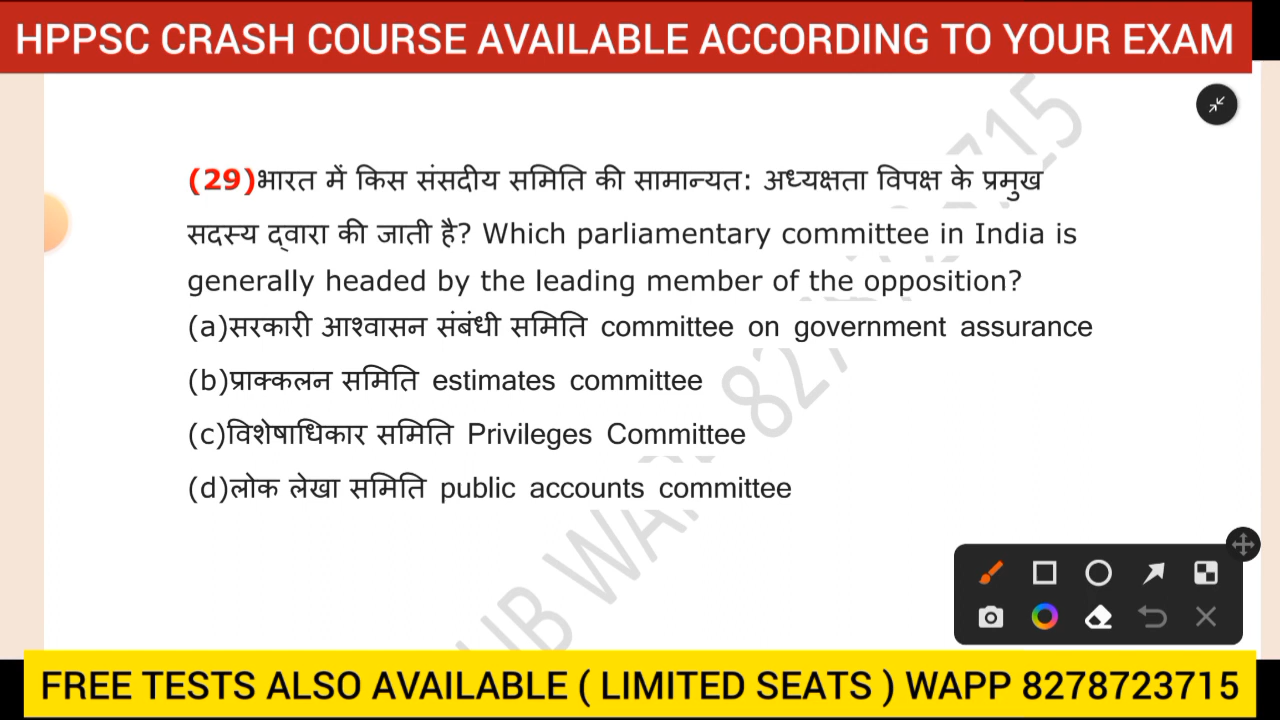 HPPSC CRASH COURSE AVAILABLE ACCORDING TO YOUR EXAM
(29)भारत में किस संसदीय समिति की सामान्यत: अध्यक्षता विपक्ष के प्रमुख
सदस्य द्वारा की जाती है? Which parliamentary committee in India is
generally headed by the leading member of the opposition?
(a)सरकारी आश्वासन संबंधी समिति committee on government assurance
(b)प्राक्कलन समिति estimates committee
(c)विशेषाधिकार समिति Privileges Committee
(d)लोक लेखा समिति public accounts committee
FREE TESTS ALSO AVAILABLE ( LIMITED SEATS ) WAPP 8278723715